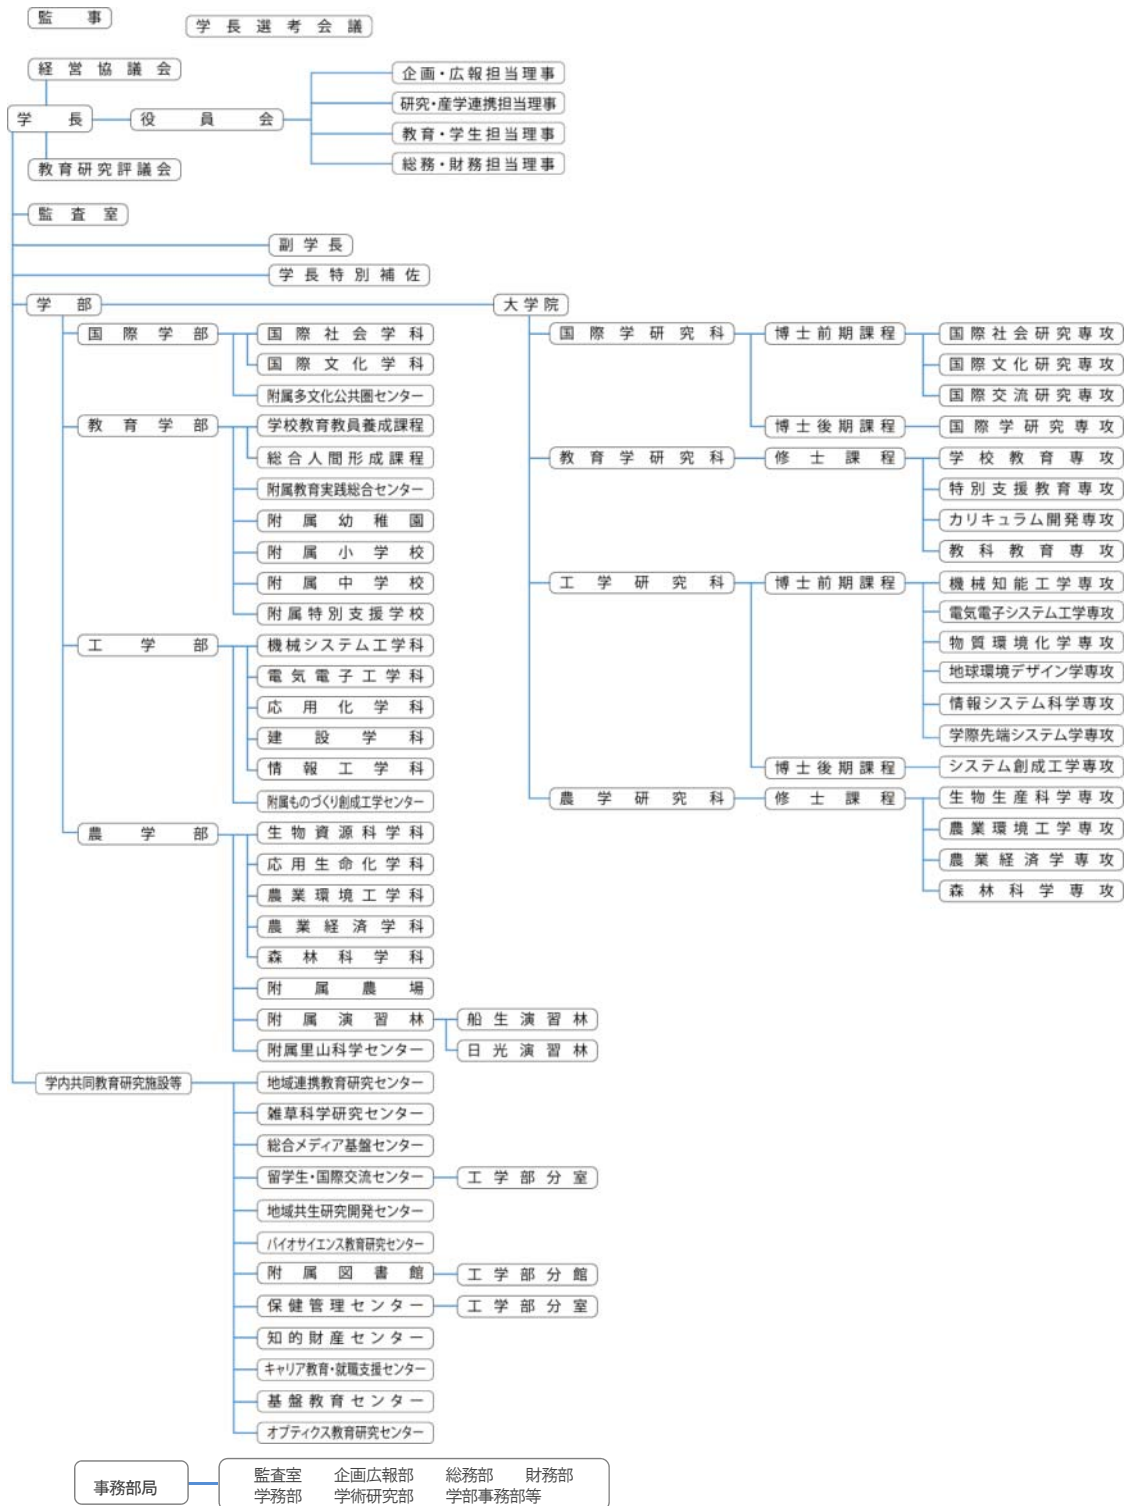 監事
学長選考会議
経営協議会
企画・広報担当理事
研究・産学連携担当理事
学長
役員会
教育・学生担当理事
総務・財務担当理事
教育研究評議会
監査室
副学長
学長特別補佐
学部
大学院
国際学部
国際社会学科
国際文化学科
附属多文化公共圏センター
教育学部
学校教育教員養成課程
総合人間形成課程
附属教育実践総合センター
附属幼稚園
附属小学校
附属中学校
附属特別支援学校
工学部
機械システム工学科
電気電子工学科
応用化学科
建設学科
情報工学科
附属ものづくり創成工学センター
農学部
生物資源科学科
応用生命化学科
農業環境工学科
農業経済学科
森林科学科
附属農場
附属演習林
船生演習林
日光演習林
附属里山科学センター
国際学研究科
博士前期課程
国際社会研究専攻
国際文化研究専攻
国際交流研究専攻
博士後期課程
国際学研究専攻
教育学研究科
修士課程
学校教育専攻
特別支援教育専攻
カリキュラム開発専攻
教科教育専攻
工学研究科
博士前期課程
機械知能工学専攻
電気電子システム工学専攻
物質環境化学専攻
地球環境デザイン学専攻
情報システム科学専攻
学際先端システム学専攻
博士後期課程
システム創成工学専攻
農学研究科
修士課程
生物生産科学専攻
農業環境工学専攻
農業経済学専攻
森林科学専攻
学内共同教育研究施設等
地域連携教育研究センター
雑草科学研究センター
総合メディア基盤センター
留学生・国際交流センター
工学部分室
地域共生研究開発センター
バイオサイエンス教育研究センター
附属図書館
工学部分館
保健管理センター
工学部分室
知的財産センター
キャリア教育・就職支援センター
基盤教育センター
オプティクス教育研究センター
事務部局
監査室 企画広報部 総務部 財務部
学務部 学術研究部 学部事務部等